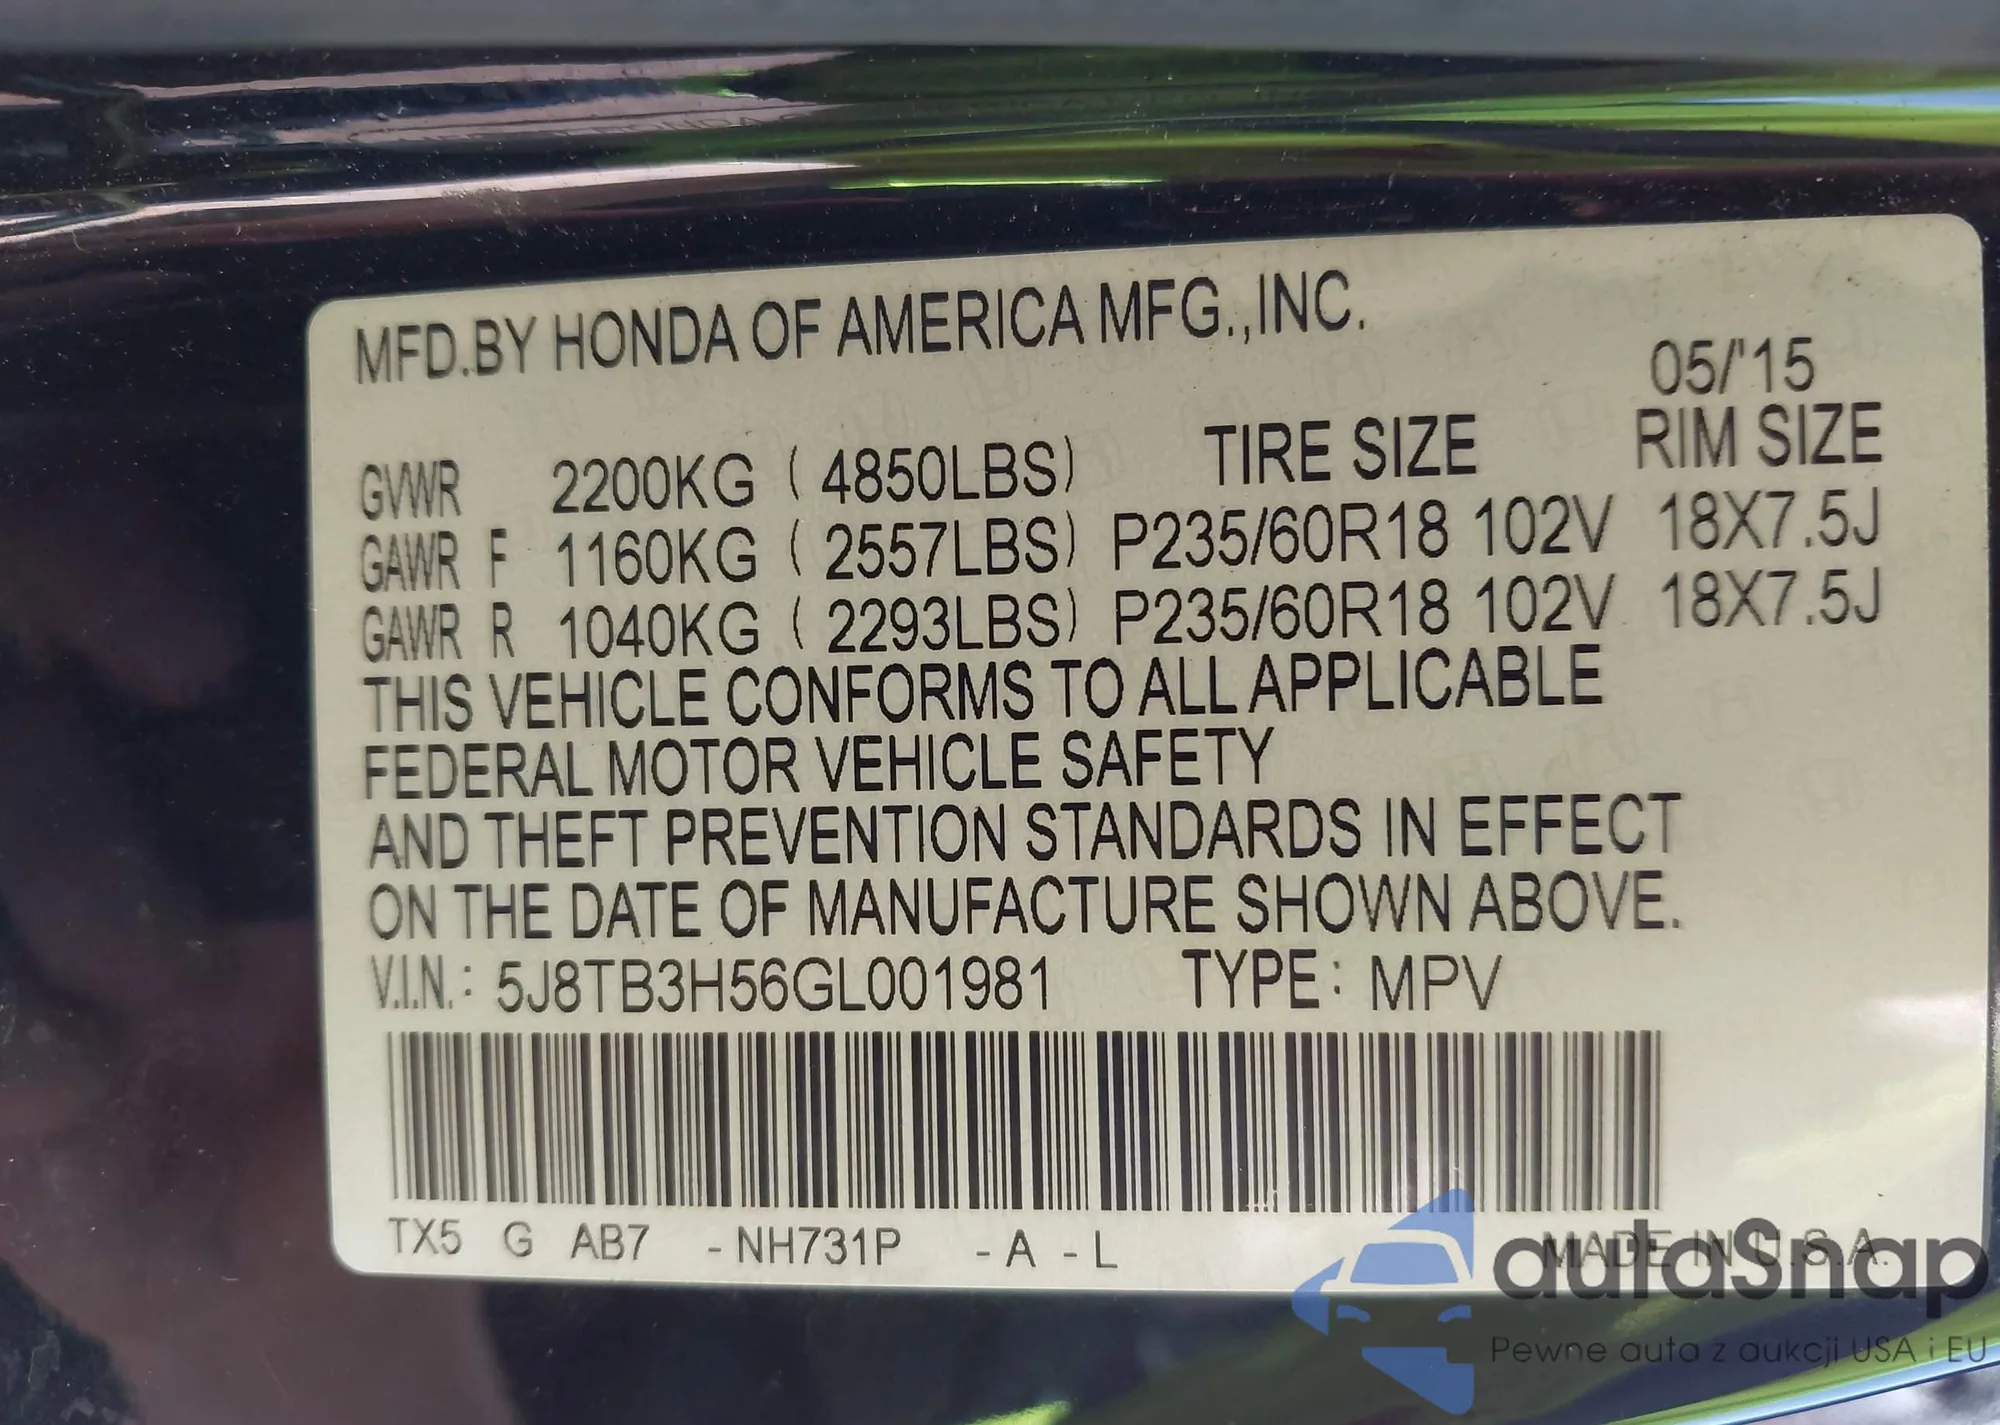 MFD.BY HONDA OF AMERICA MFG.,INC.
05/'15
TIRE SIZE RIM SIZE
GVWR 2200KG ( 4850LBS)
GAWR F 1160KG ( 2557LBS) P235/60R18 102V 18X7.5J
GAWR R 1040KG ( 2293LBS) P235/60R18 102V 18X7.5J
THIS VEHICLE CONFORMS TO ALL APPLICABLE
FEDERAL MOTOR VEHICLE SAFETY
AND THEFT PREVENTION STANDARDS IN EFFECT
ON THE DATE OF MANUFACTURE SHOWN ABOVE.
V.I.N.: 5J8TB3H56GL001981 TYPE: MPV
TX5 G AB7 -NH731P -A -L MADE IN U.S.A.
autoSnap
Pewne auta z aukcji USA i EU